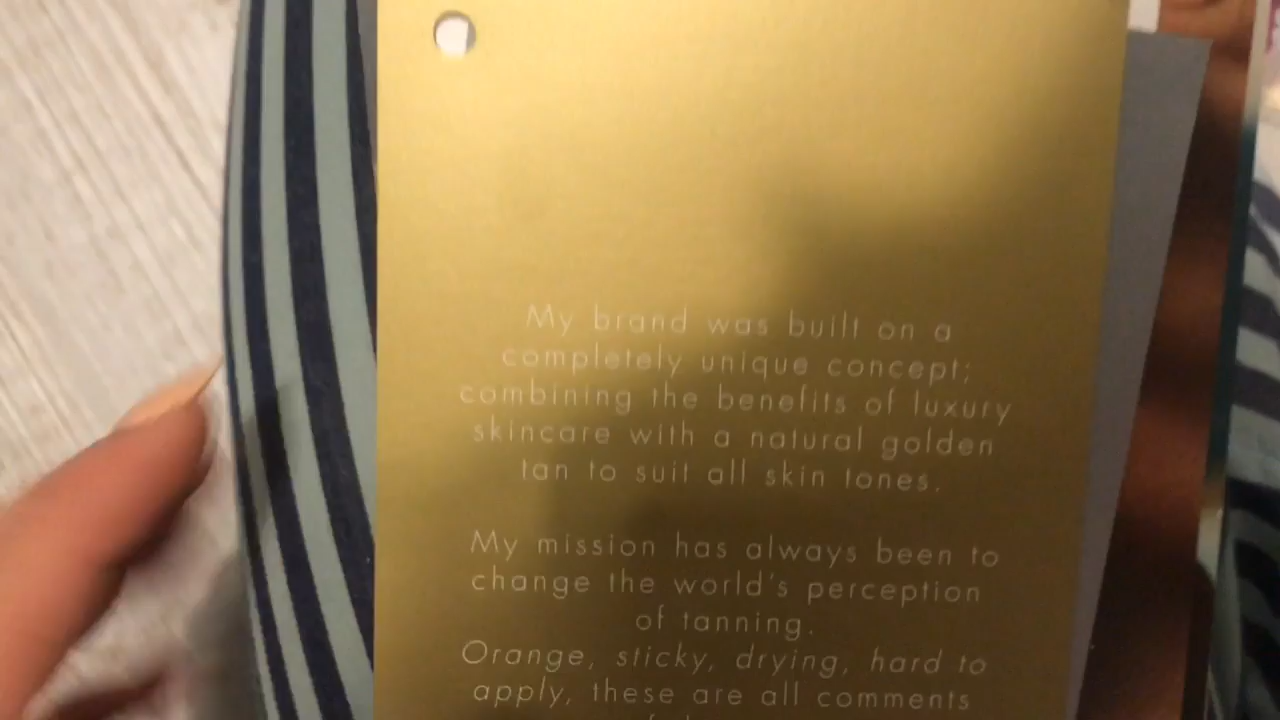 My brand was built on a
completely unique concept;
combining the benefits of luxury
skincare with a natural golden
tan to suit all skin tones.
My mission has always been to
change the world's perception
of tanning.
Orange, sticky, drying, hard to
apply, these are all comments